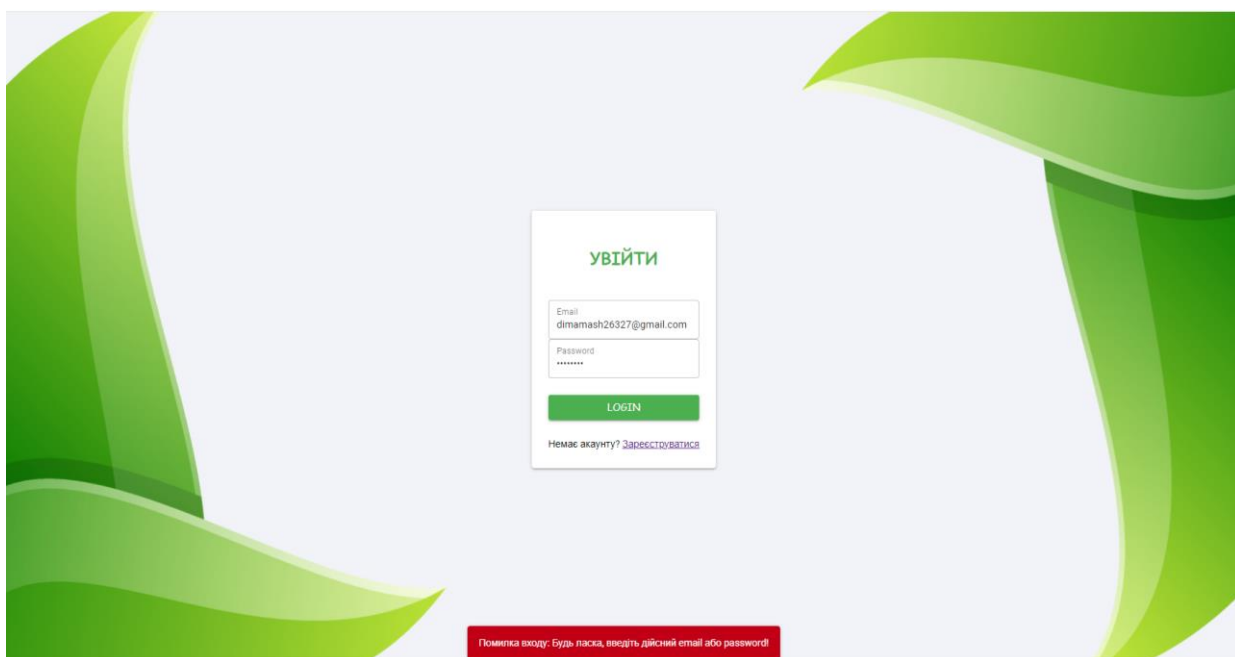 УВІЙТИ
Email
dimamash26327@gmail.com
Password
••••••••
LOGIN
Немає акаунту? Зареєструватися
Помилка входу: Будь ласка, введіть дійсний email або password!